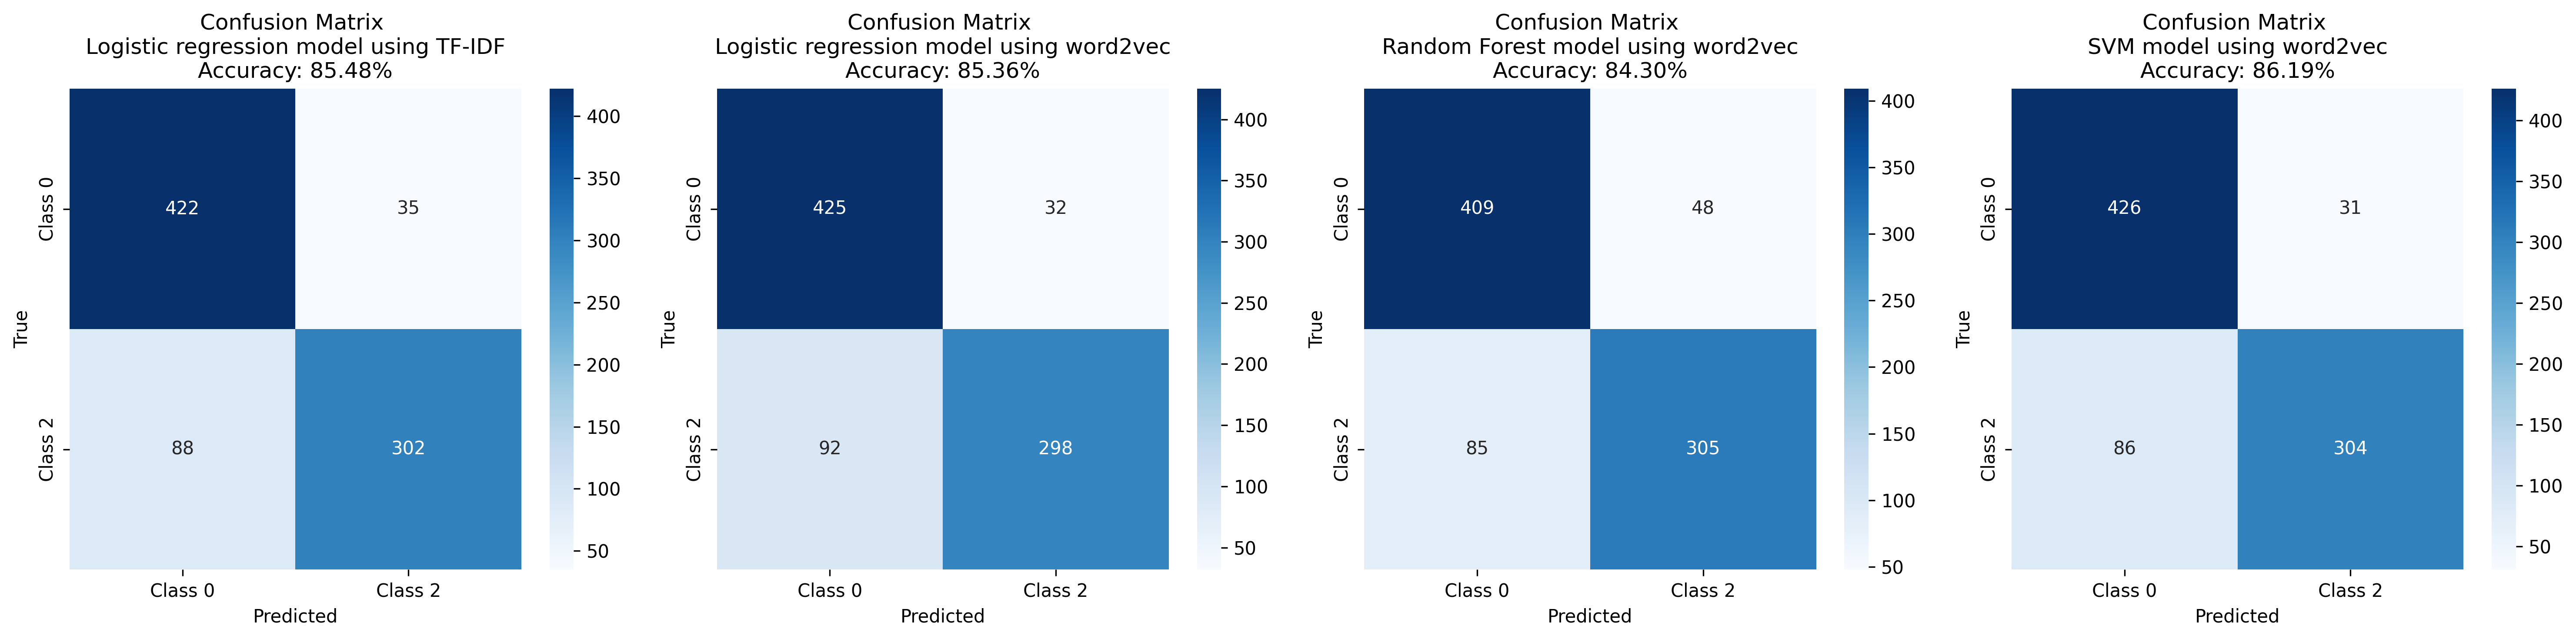 Confusion Matrix
Logistic regression model using TF-IDF
Accuracy: 85.48%
True
Class 0
Class 2
422
35
88
302
Class 0
Class 2
Predicted
400
350
300
250
200
150
100
50
Confusion Matrix
Logistic regression model using word2vec
Accuracy: 85.36%
True
Class 0
Class 2
425
32
92
298
Class 0
Class 2
Predicted
400
350
300
250
200
150
100
50
Confusion Matrix
Random Forest model using word2vec
Accuracy: 84.30%
True
Class 0
Class 2
409
48
85
305
Class 0
Class 2
Predicted
400
350
300
250
200
150
100
50
Confusion Matrix
SVM model using word2vec
Accuracy: 86.19%
True
Class 0
Class 2
426
31
86
304
Class 0
Class 2
Predicted
400
350
300
250
200
150
100
50